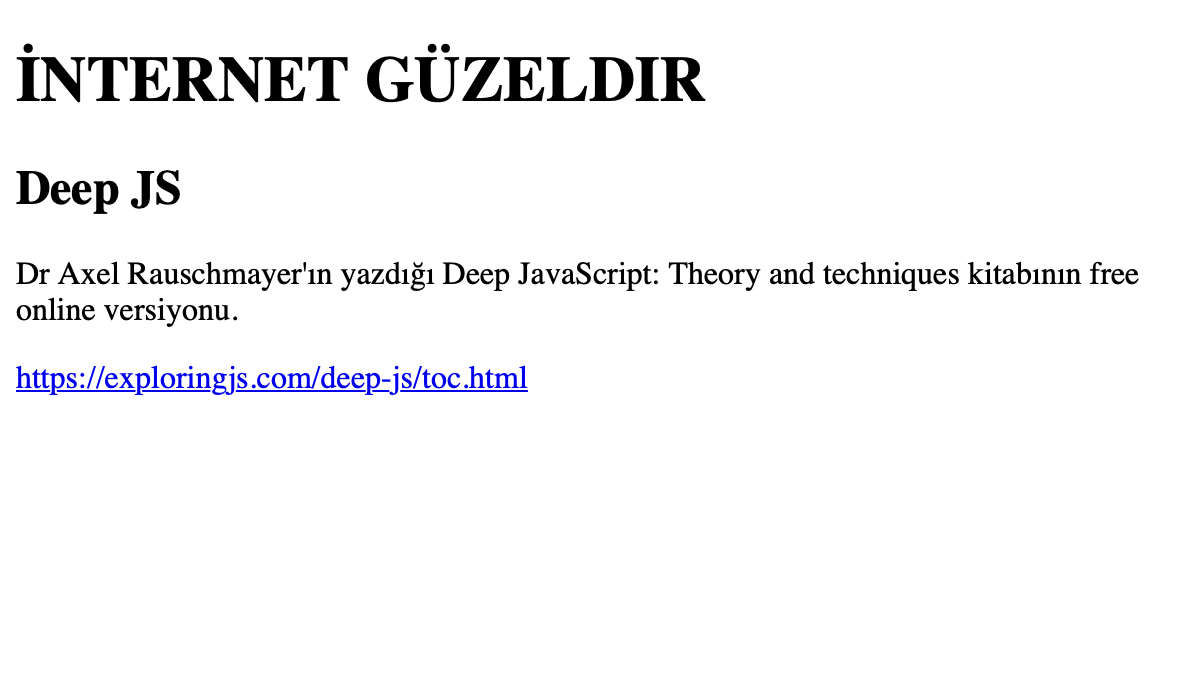 İNTERNET GÜZELDIR
Deep JS
Dr Axel Rauschmayer'ın yazdığı Deep JavaScript: Theory and techniques kitabının free
online versiyonu.
https://exploringjs.com/deep-js/toc.html